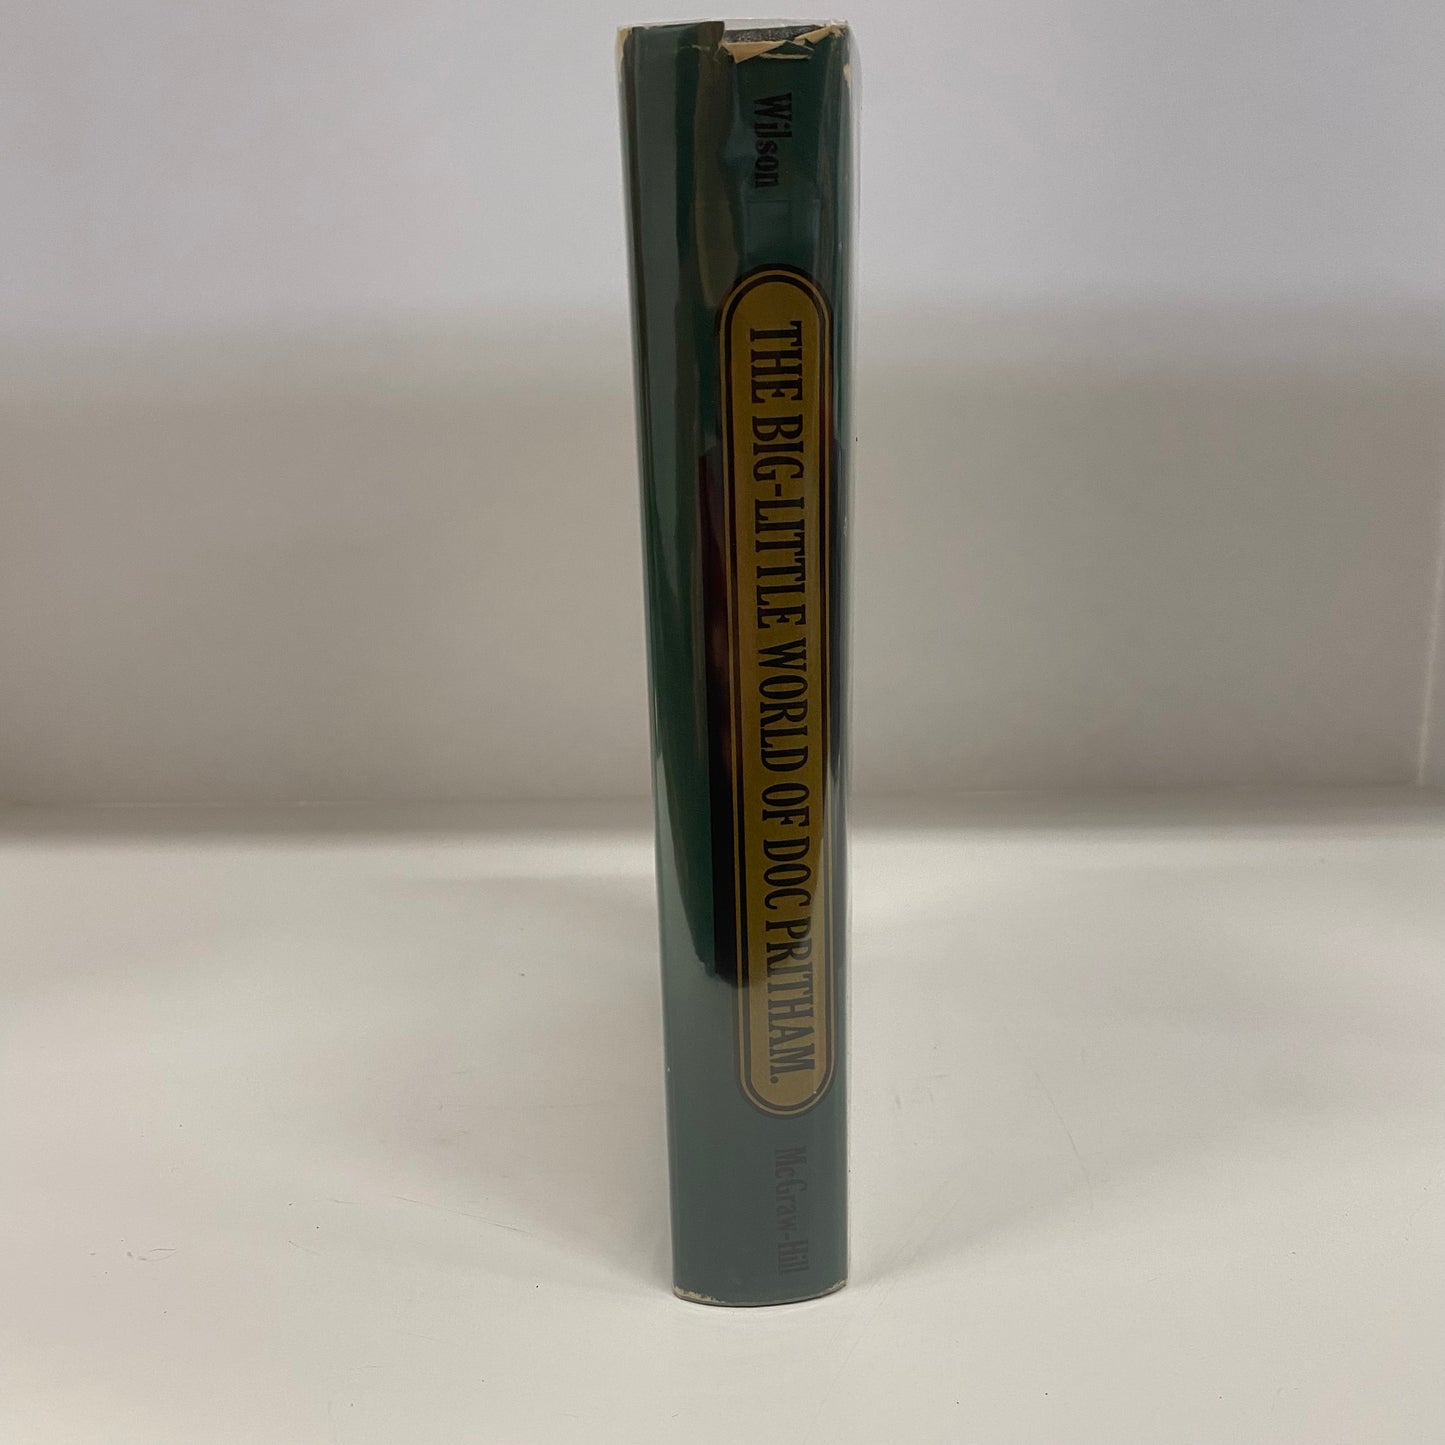 Wilson
THE BIG-LITTLE WORLD OF DOC PRITHAM.
McGraw-Hill